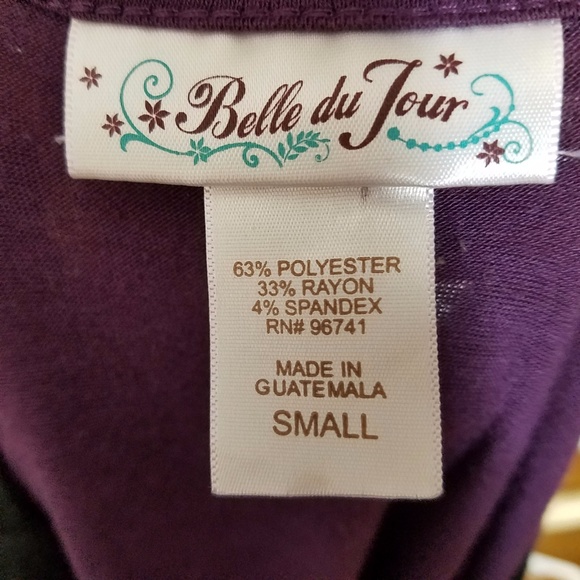 Belle du Jour
63% POLYESTER
33% RAYON
4% SPANDEX
RN# 96741
MADE IN
GUATEMALA
SMALL